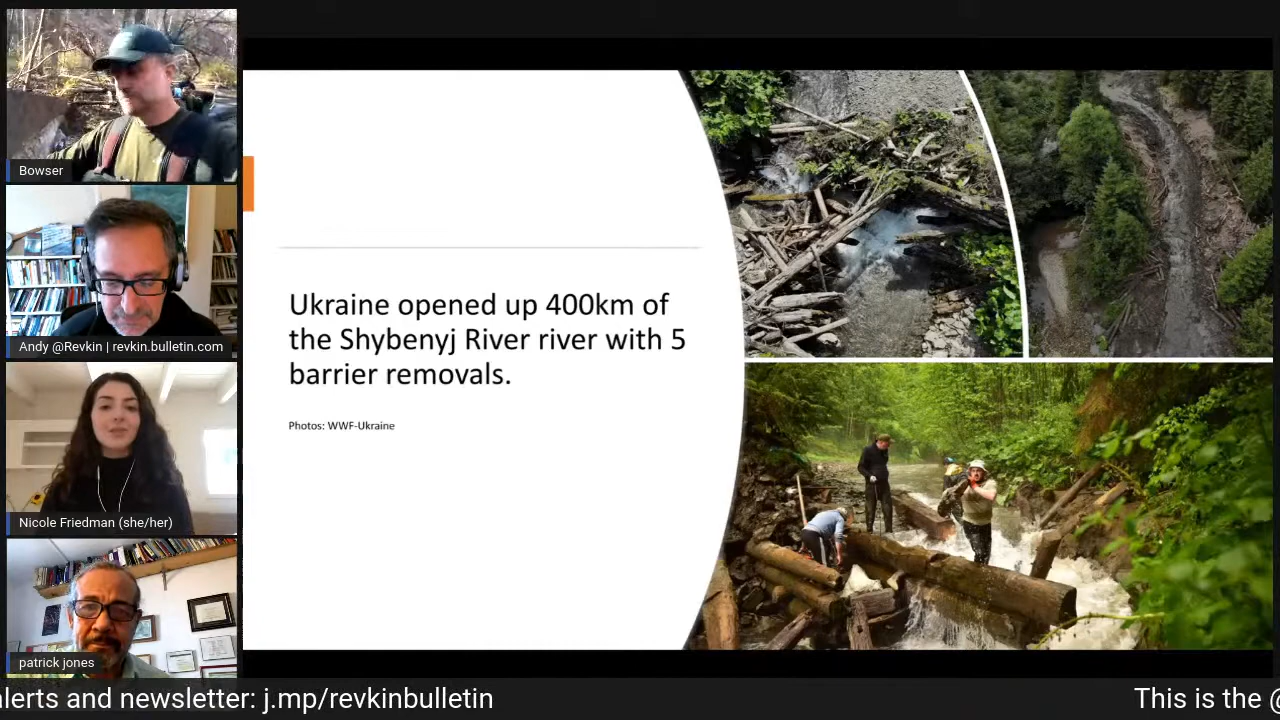 Bowser
Andy @Revkin | revkin.bulletin.com
Nicole Friedman (she/her)
patrick jones
Ukraine opened up 400km of
the Shybenyj River river with 5
barrier removals.
Photos: WWF-Ukraine
alerts and newsletter: j.mp/revkinbulletin
This is the @